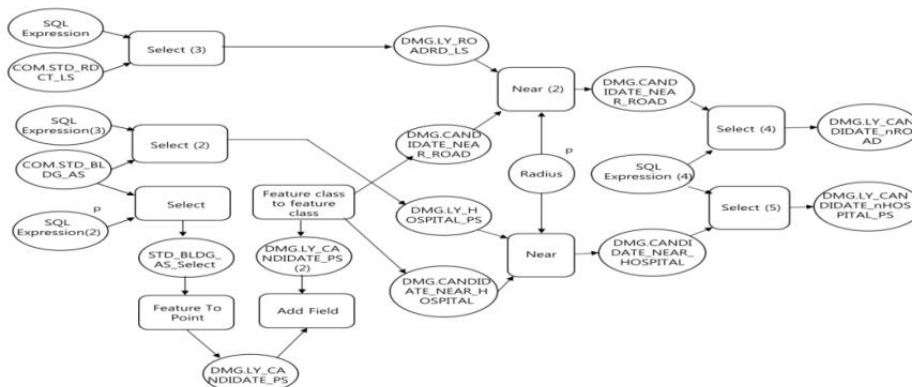 SQL
Expression
COM.STD_RD
CT_LS
Select (3)
DMG.LY_RO
ADRD_LS
Near (2)
DMG.CAND
IDATE_NEA
R_ROAD
SQL
Expression(3)
COM.STD_BL
DG_AS
Select (2)
DMG.CAND
IDATE_NEA
R_ROAD
P
Radius
Select (4)
DMG.LY_CAN
DIDATE_nRO
AD
SQL
Expression (4)
P
SQL
Expression(2)
Select
Feature class
to feature
class
DMG.LY_H
OSPITAL_PS
Select (5)
DMG.LY_CAN
DIDATE_nHOS
PITAL_PS
STD_BLDG_
AS_Select
DMG.LY_CA
NDIDATE_PS
(2)
DMG.CANDID
ATE_NEAR_H
OSPITAL
Near
DMG.CANDI
DATE_NEAR_
HOSPITAL
Feature To
Point
Add Field
DMG.LY_CA
NDIDATE_PS